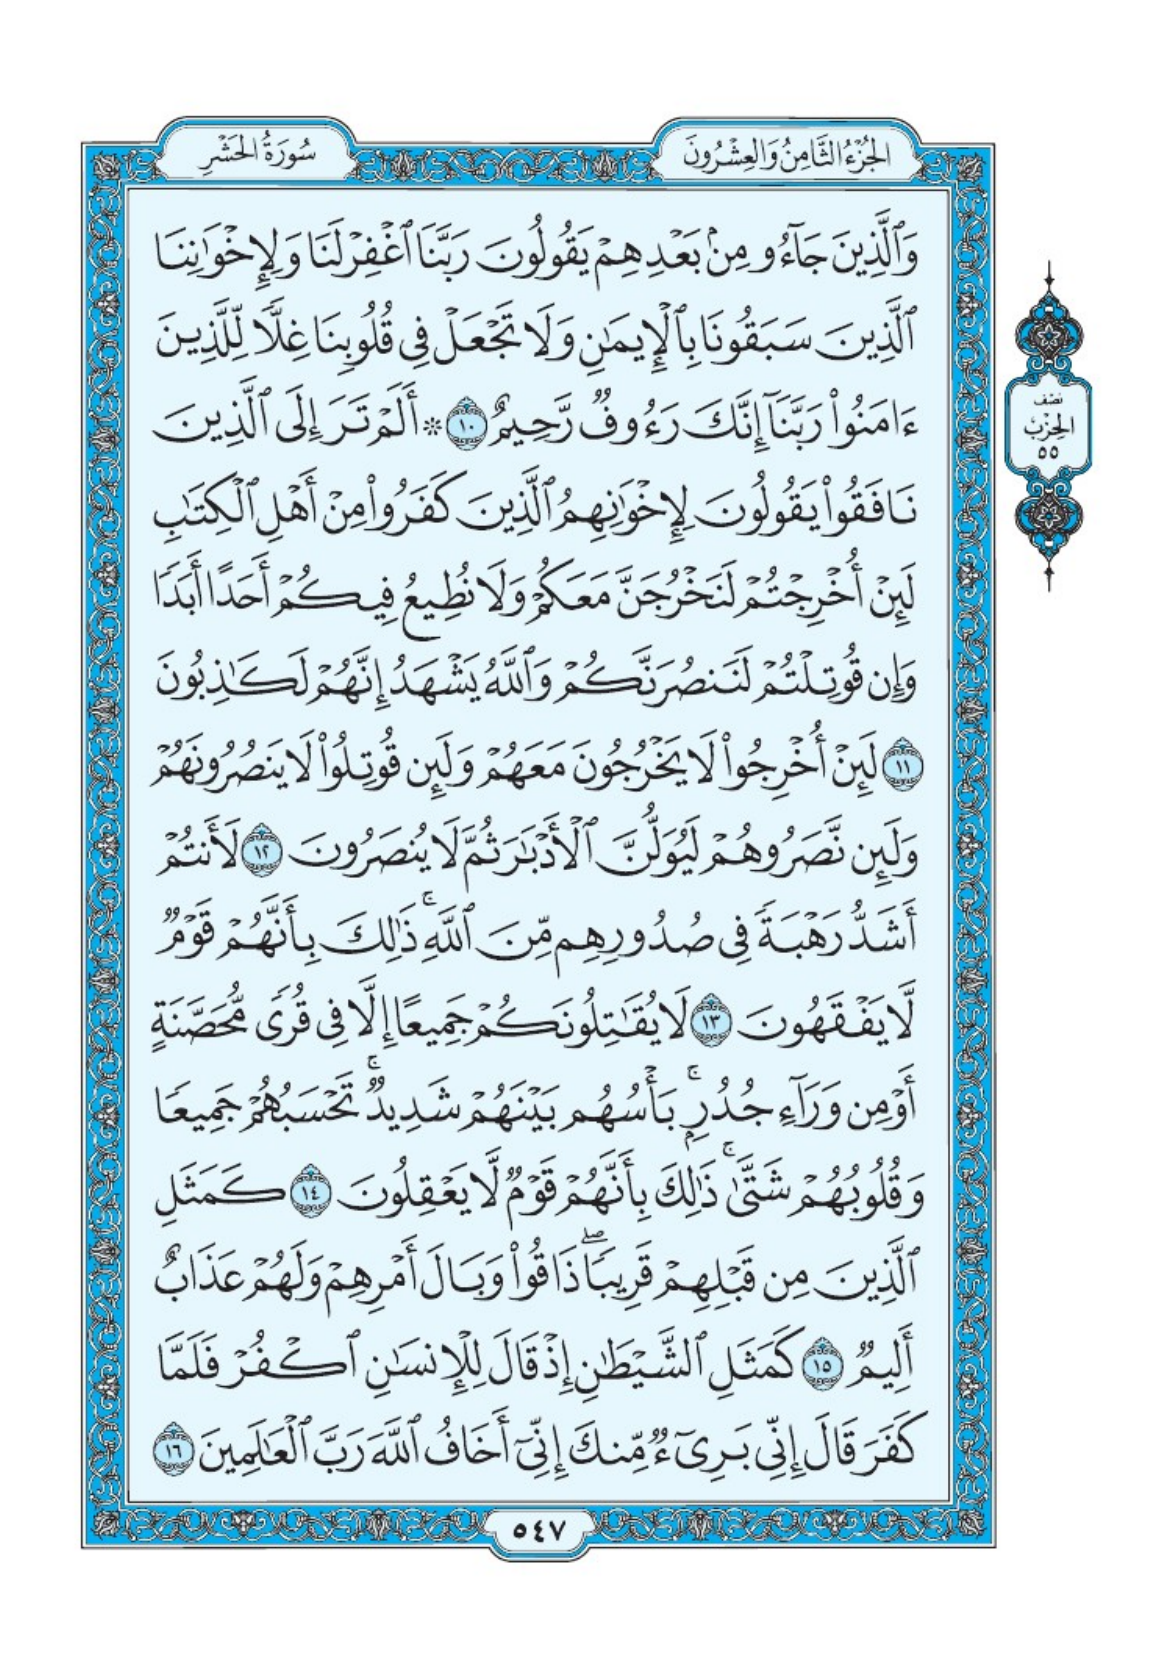 الجُزْءُ الثَّامِنُ وَالعِشْرُونَ
سُورَةُ الحَشْرِ
وَٱلَّذِينَ جَآءُو مِنۢ بَعْدِهِمْ يَقُولُونَ رَبَّنَا ٱغْفِرْ لَنَا وَلِإِخْوَٰنِنَا
ٱلَّذِينَ سَبَقُونَا بِٱلْإِيمَٰنِ وَلَا تَجْعَلْ فِى قُلُوبِنَا غِلًّا لِّلَّذِينَ
ءَامَنُوا۟ رَبَّنَآ إِنَّكَ رَءُوفٌ رَّحِيمٌ ١٠ ۞ أَلَمْ تَرَ إِلَى ٱلَّذِينَ
نَافَقُوا۟ يَقُولُونَ لِإِخْوَٰنِهِمُ ٱلَّذِينَ كَفَرُوا۟ مِنْ أَهْلِ ٱلْكِتَٰبِ
لَئِنْ أُخْرِجْتُمْ لَنَخْرُجَنَّ مَعَكُمْ وَلَا نُطِيعُ فِيكُمْ أَحَدًا أَبَدًا
وَإِن قُوتِلْتُمْ لَنَنصُرَنَّكُمْ وَٱللَّهُ يَشْهَدُ إِنَّهُمْ لَكَٰذِبُونَ
١١ لَئِنْ أُخْرِجُوا۟ لَا يَخْرُجُونَ مَعَهُمْ وَلَئِن قُوتِلُوا۟ لَا يَنصُرُونَهُمْ
وَلَئِن نَّصَرُوهُمْ لَيُوَلُّنَّ ٱلْأَدْبَٰرَ ثُمَّ لَا يُنصَرُونَ ١٢ لَأَنتُمْ
أَشَدُّ رَهْبَةً فِى صُدُورِهِم مِّنَ ٱللَّهِ ۚ ذَٰلِكَ بِأَنَّهُمْ قَوْمٌ
لَّا يَفْقَهُونَ ١٣ لَا يُقَٰتِلُونَكُمْ جَمِيعًا إِلَّا فِى قُرًى مُّحَصَّنَةٍ
أَوْ مِن وَرَآءِ جُدُرٍۭ ۚ بَأْسُهُم بَيْنَهُمْ شَدِيدٌ ۚ تَحْسَبُهُمْ جَمِيعًا
وَقُلُوبُهُمْ شَتَّىٰ ۚ ذَٰلِكَ بِأَنَّهُمْ قَوْمٌ لَّا يَعْقِلُونَ ١٤ كَمَثَلِ
ٱلَّذِينَ مِن قَبْلِهِمْ قَرِيبًا ۖ ذَاقُوا۟ وَبَالَ أَمْرِهِمْ وَلَهُمْ عَذَابٌ
أَلِيمٌ ١٥ كَمَثَلِ ٱلشَّيْطَٰنِ إِذْ قَالَ لِلْإِنسَٰنِ ٱكْفُرْ فَلَمَّا
كَفَرَ قَالَ إِنِّى بَرِىٓءٌ مِّنكَ إِنِّىٓ أَخَافُ ٱللَّهَ رَبَّ ٱلْعَٰلَمِينَ ١٦
نصْف
الحِزْبْ
٥٥
٥٤٧